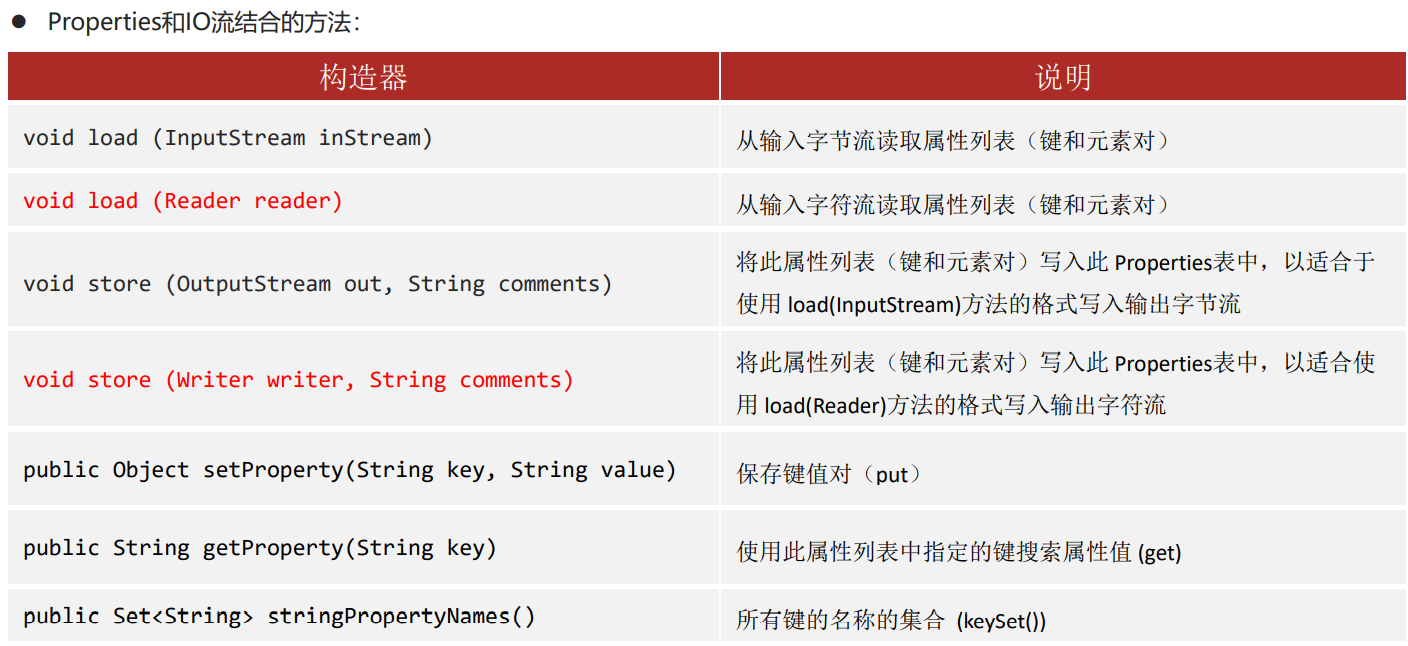 ● Properties和IO流结合的方法：
构造器
说明
void load (InputStream inStream)
从输入字节流读取属性列表（键和元素对）
void load (Reader reader)
从输入字符流读取属性列表（键和元素对）
void store (OutputStream out, String comments)
将此属性列表（键和元素对）写入此 Properties表中，以适合于
使用 load(InputStream)方法的格式写入输出字节流
void store (Writer writer, String comments)
将此属性列表（键和元素对）写入此 Properties表中，以适合使
用 load(Reader)方法的格式写入输出字符流
public Object setProperty(String key, String value)
保存键值对（put）
public String getProperty(String key)
使用此属性列表中指定的键搜索属性值 (get)
public Set<String> stringPropertyNames()
所有键的名称的集合 (keySet())